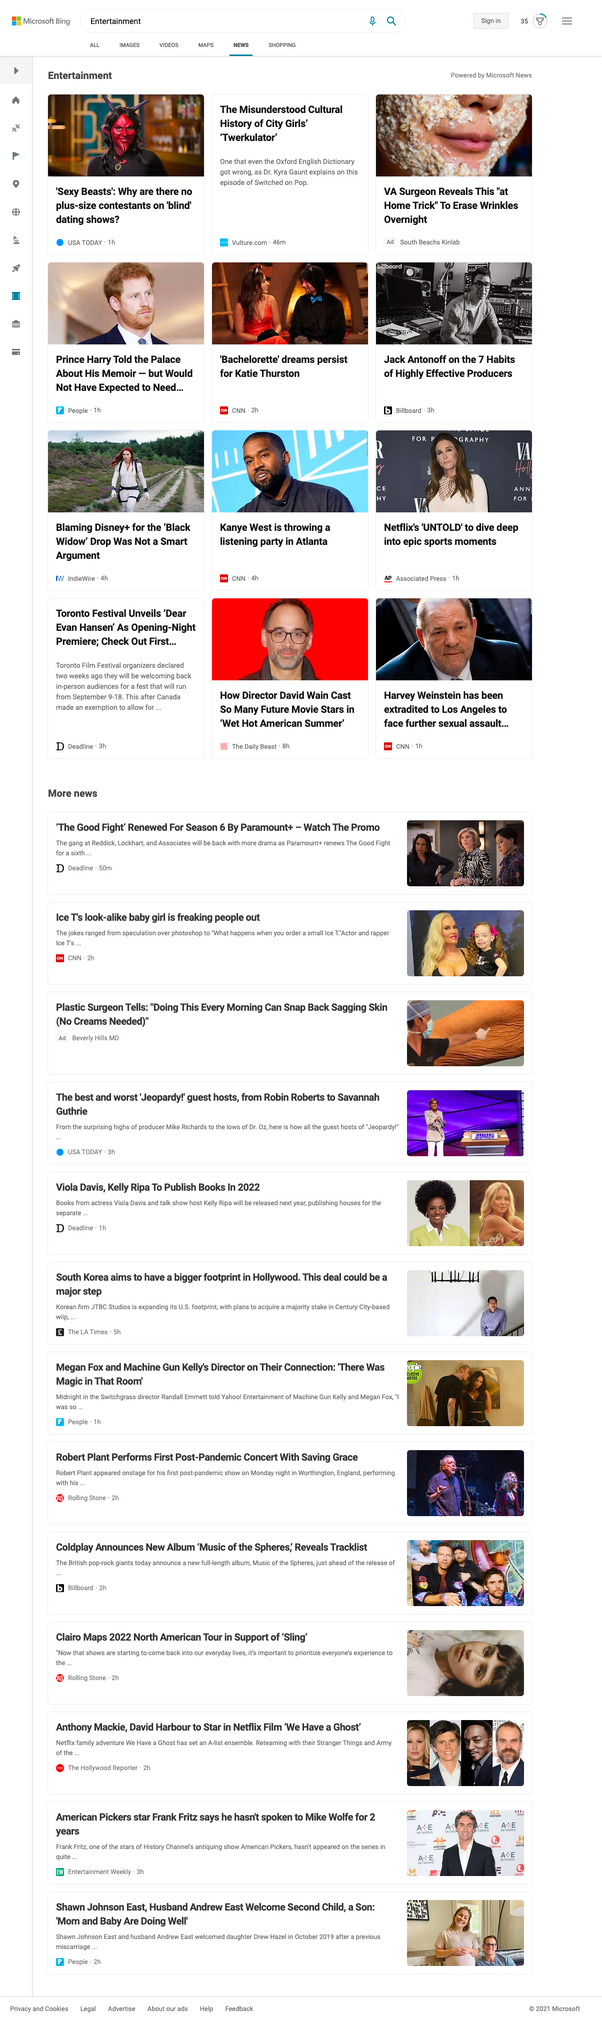 Microsoft Bing
Entertainment
Sign in
35
ALL
IMAGES
VIDEOS
MAPS
NEWS
SHOPPING
Entertainment
Powered by Microsoft News
'Sexy Beasts': Why are there no
plus-size contestants on 'blind'
dating shows?
USA TODAY · 1h
The Misunderstood Cultural
History of City Girls'
'Twerkulator'
One that even the Oxford English Dictionary
got wrong, as Dr. Kyra Gaunt explains on this
episode of Switched on Pop.
Vulture.com · 46m
VA Surgeon Reveals This "at
Home Trick" To Erase Wrinkles
Overnight
Ad South Beachs Kinlab
Prince Harry Told the Palace
About His Memoir — but Would
Not Have Expected to Need...
People · 1h
'Bachelorette' dreams persist
for Katie Thurston
CNN · 2h
billboard
Jack Antonoff on the 7 Habits
of Highly Effective Producers
Billboard · 3h
Blaming Disney+ for the 'Black
Widow' Drop Was Not a Smart
Argument
IndieWire · 4h
Kanye West is throwing a
listening party in Atlanta
CNN · 4h
Netflix's 'UNTOLD' to dive deep
into epic sports moments
Associated Press · 1h
Toronto Festival Unveils 'Dear
Evan Hansen' As Opening-Night
Premiere; Check Out First...
Toronto Film Festival organizers declared
two weeks ago they will be welcoming back
in-person audiences for a fest that will run
from September 9-18. This after Canada
made an exemption to allow for ...
Deadline · 3h
How Director David Wain Cast
So Many Future Movie Stars in
'Wet Hot American Summer'
The Daily Beast · 8h
Harvey Weinstein has been
extradited to Los Angeles to
face further sexual assault...
CNN · 1h
More news
'The Good Fight' Renewed For Season 6 By Paramount+ – Watch The Promo
The gang at Reddick, Lockhart, and Associates will be back with more drama as Paramount+ renews The Good Fight
for a sixth ...
Deadline · 50m
Ice T's look-alike baby girl is freaking people out
The jokes ranged from speculation over photoshop to "What happens when you order a small Ice T."Actor and rapper
Ice T's ...
CNN · 2h
Plastic Surgeon Tells: "Doing This Every Morning Can Snap Back Sagging Skin
(No Creams Needed)"
Ad Beverly Hills MD
The best and worst 'Jeopardy!' guest hosts, from Robin Roberts to Savannah
Guthrie
From the surprising highs of producer Mike Richards to the lows of Dr. Oz, here is how all the guest hosts of "Jeopardy!"
...
USA TODAY · 3h
Viola Davis, Kelly Ripa To Publish Books In 2022
Books from actress Viola Davis and talk show host Kelly Ripa will be released next year, publishing houses for the
separate ...
Deadline · 1h
South Korea aims to have a bigger footprint in Hollywood. This deal could be a
major step
Korean firm JTBC Studios is expanding its U.S. footprint, with plans to acquire a majority stake in Century City-based
wiip, ...
The LA Times · 5h
Megan Fox and Machine Gun Kelly's Director on Their Connection: 'There Was
Magic in That Room'
Midnight in the Switchgrass director Randall Emmett told Yahoo! Entertainment of Machine Gun Kelly and Megan Fox, "I
was so ...
People · 1h
Robert Plant Performs First Post-Pandemic Concert With Saving Grace
Robert Plant appeared onstage for his first post-pandemic show on Monday night in Worthington, England, performing
with his ...
Rolling Stone · 2h
Coldplay Announces New Album 'Music of the Spheres,' Reveals Tracklist
The British pop-rock giants today announce a new full-length album, Music of the Spheres, just ahead of the release of
...
Billboard · 2h
Clairo Maps 2022 North American Tour in Support of 'Sling'
"Now that shows are starting to come back into our everyday lives, it's important to prioritize everyone's experience to
the ...
Rolling Stone · 2h
Anthony Mackie, David Harbour to Star in Netflix Film 'We Have a Ghost'
Netflix family adventure We Have a Ghost has set an A-list ensemble. Reteaming with their Stranger Things and Army
of the ...
The Hollywood Reporter · 2h
American Pickers star Frank Fritz says he hasn't spoken to Mike Wolfe for 2
years
Frank Fritz, one of the stars of History Channel's antiquing show American Pickers, hasn't appeared on the series in
quite ...
Entertainment Weekly · 3h
Shawn Johnson East, Husband Andrew East Welcome Second Child, a Son:
'Mom and Baby Are Doing Well'
Shawn Johnson East and husband Andrew East welcomed daughter Drew Hazel in October 2019 after a previous
miscarriage ...
People · 2h
Privacy and Cookies
Legal
Advertise
About our ads
Help
Feedback
© 2021 Microsoft